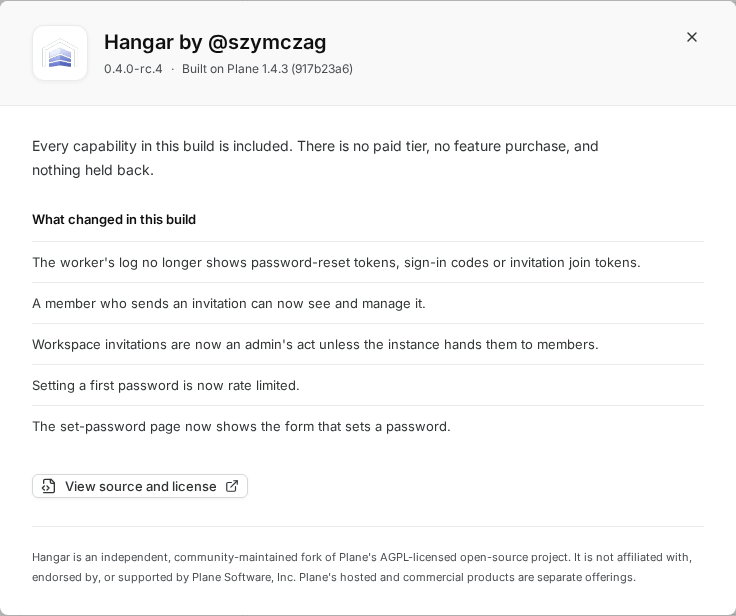 Hangar by @szymczag
0.4.0-rc.4 · Built on Plane 1.4.3 (917b23a6)
Every capability in this build is included. There is no paid tier, no feature purchase, and
nothing held back.
What changed in this build
The worker's log no longer shows password-reset tokens, sign-in codes or invitation join tokens.
A member who sends an invitation can now see and manage it.
Workspace invitations are now an admin's act unless the instance hands them to members.
Setting a first password is now rate limited.
The set-password page now shows the form that sets a password.
View source and license
Hangar is an independent, community-maintained fork of Plane's AGPL-licensed open-source project. It is not affiliated with,
endorsed by, or supported by Plane Software, Inc. Plane's hosted and commercial products are separate offerings.